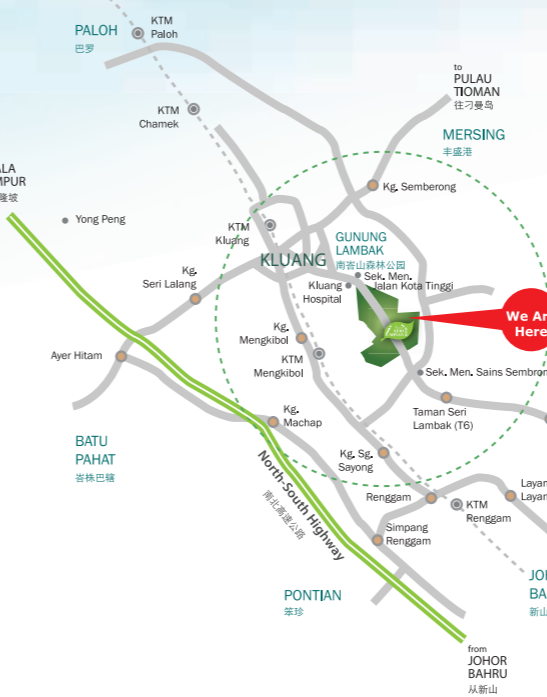 KTM
Paloh
PALOH
巴罗
to
PULAU
TIOMAN
往刁曼岛
KTM
Chamek
MERSING
丰盛港
ALA
MPUR
隆坡
Kg. Semberong
Yong Peng
KTM
Kluang
GUNUNG
LAMBAK
南峇山森林公园
KLUANG
Kg.
Seri Lalang
Sek. Men.
Jalan Kota Tinggi
Kluang
Hospital
We Ar
Here
Kg.
Mengkibol
Ayer Hitam
KTM
Mengkibol
Sek. Men. Sains Sembron
Kg.
Machap
Taman Seri
Lambak (T6)
BATU
PAHAT
峇株巴辖
Kg. Sg.
Sayong
North-South Highway
南北高速公路
Renggam
KTM
Renggam
Layan
Layan
Simpang
Renggam
PONTIAN
笨珍
JO
BA
新山
from
JOHOR
BAHRU
从新山